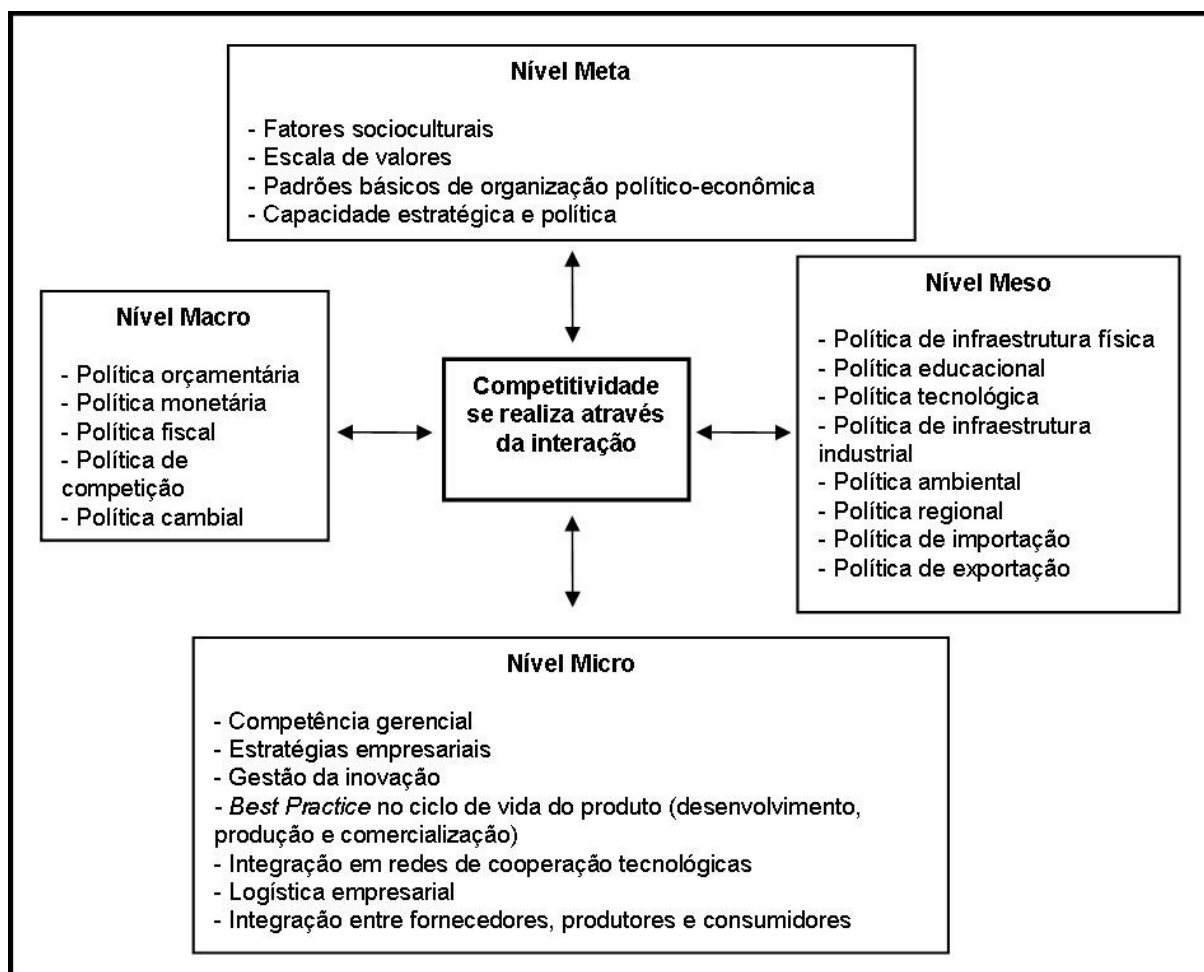 Nível Meta
- Fatores socioculturais
- Escala de valores
- Padrões básicos de organização político-econômica
- Capacidade estratégica e política
Nível Macro
- Política orçamentária
- Política monetária
- Política fiscal
- Política de
competição
- Política cambial
Competitividade
se realiza através
da interação
Nível Meso
- Política de infraestrutura física
- Política educacional
- Política tecnológica
- Política de infraestrutura
industrial
- Política ambiental
- Política regional
- Política de importação
- Política de exportação
Nível Micro
- Competência gerencial
- Estratégias empresariais
- Gestão da inovação
- Best Practice no ciclo de vida do produto (desenvolvimento,
produção e comercialização)
- Integração em redes de cooperação tecnológicas
- Logística empresarial
- Integração entre fornecedores, produtores e consumidores